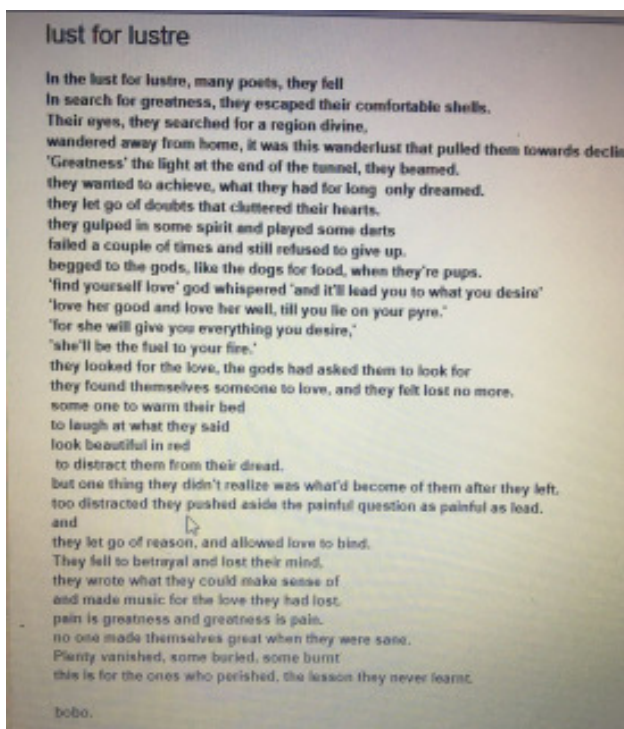 lust for lustre
In the lust for lustre, many poets, they fell
In search for greatness, they escaped their comfortable shells.
Their eyes, they searched for a region divine,
wandered away from home, it was this wanderlust that pulled them towards
'Greatness' the light at the end of the tunnel, they beamed.
they wanted to achieve, what they had for long only dreamed.
they let go of doubts that cluttered their hearts.
they gulped in some spirit and played some darts
failed a couple of times and still refused to give up.
begged to the gods, like the dogs for food, when they're pups.
'find yourself love' god whispered 'and it'll lead you to what you desire'
'love her good and love her well, till you lie on your pyre.'
'for she will give you everything you desire,'
'she'll be the fuel to your fire.'
they looked for the love, the gods had asked them to look for
they found themselves someone to love, and they felt lost no more.
some one to warm their bed
to laugh at what they said
look beautiful in red
to distract them from their dread.
but one thing they didn't realize was what'd become of them after they left.
too distracted they pushed aside the painful question as painful as lead.
and
they let go of reason, and allowed love to bind.
They fell to betrayal and lost their mind.
they wrote what they could make sense of
and made music for the love they had lost.
pain is greatness and greatness is pain.
no one made themselves great when they were sane.
Plenty vanished, some buried, some burnt
this is for the ones who perished, the lesson they never learnt.
bobo.